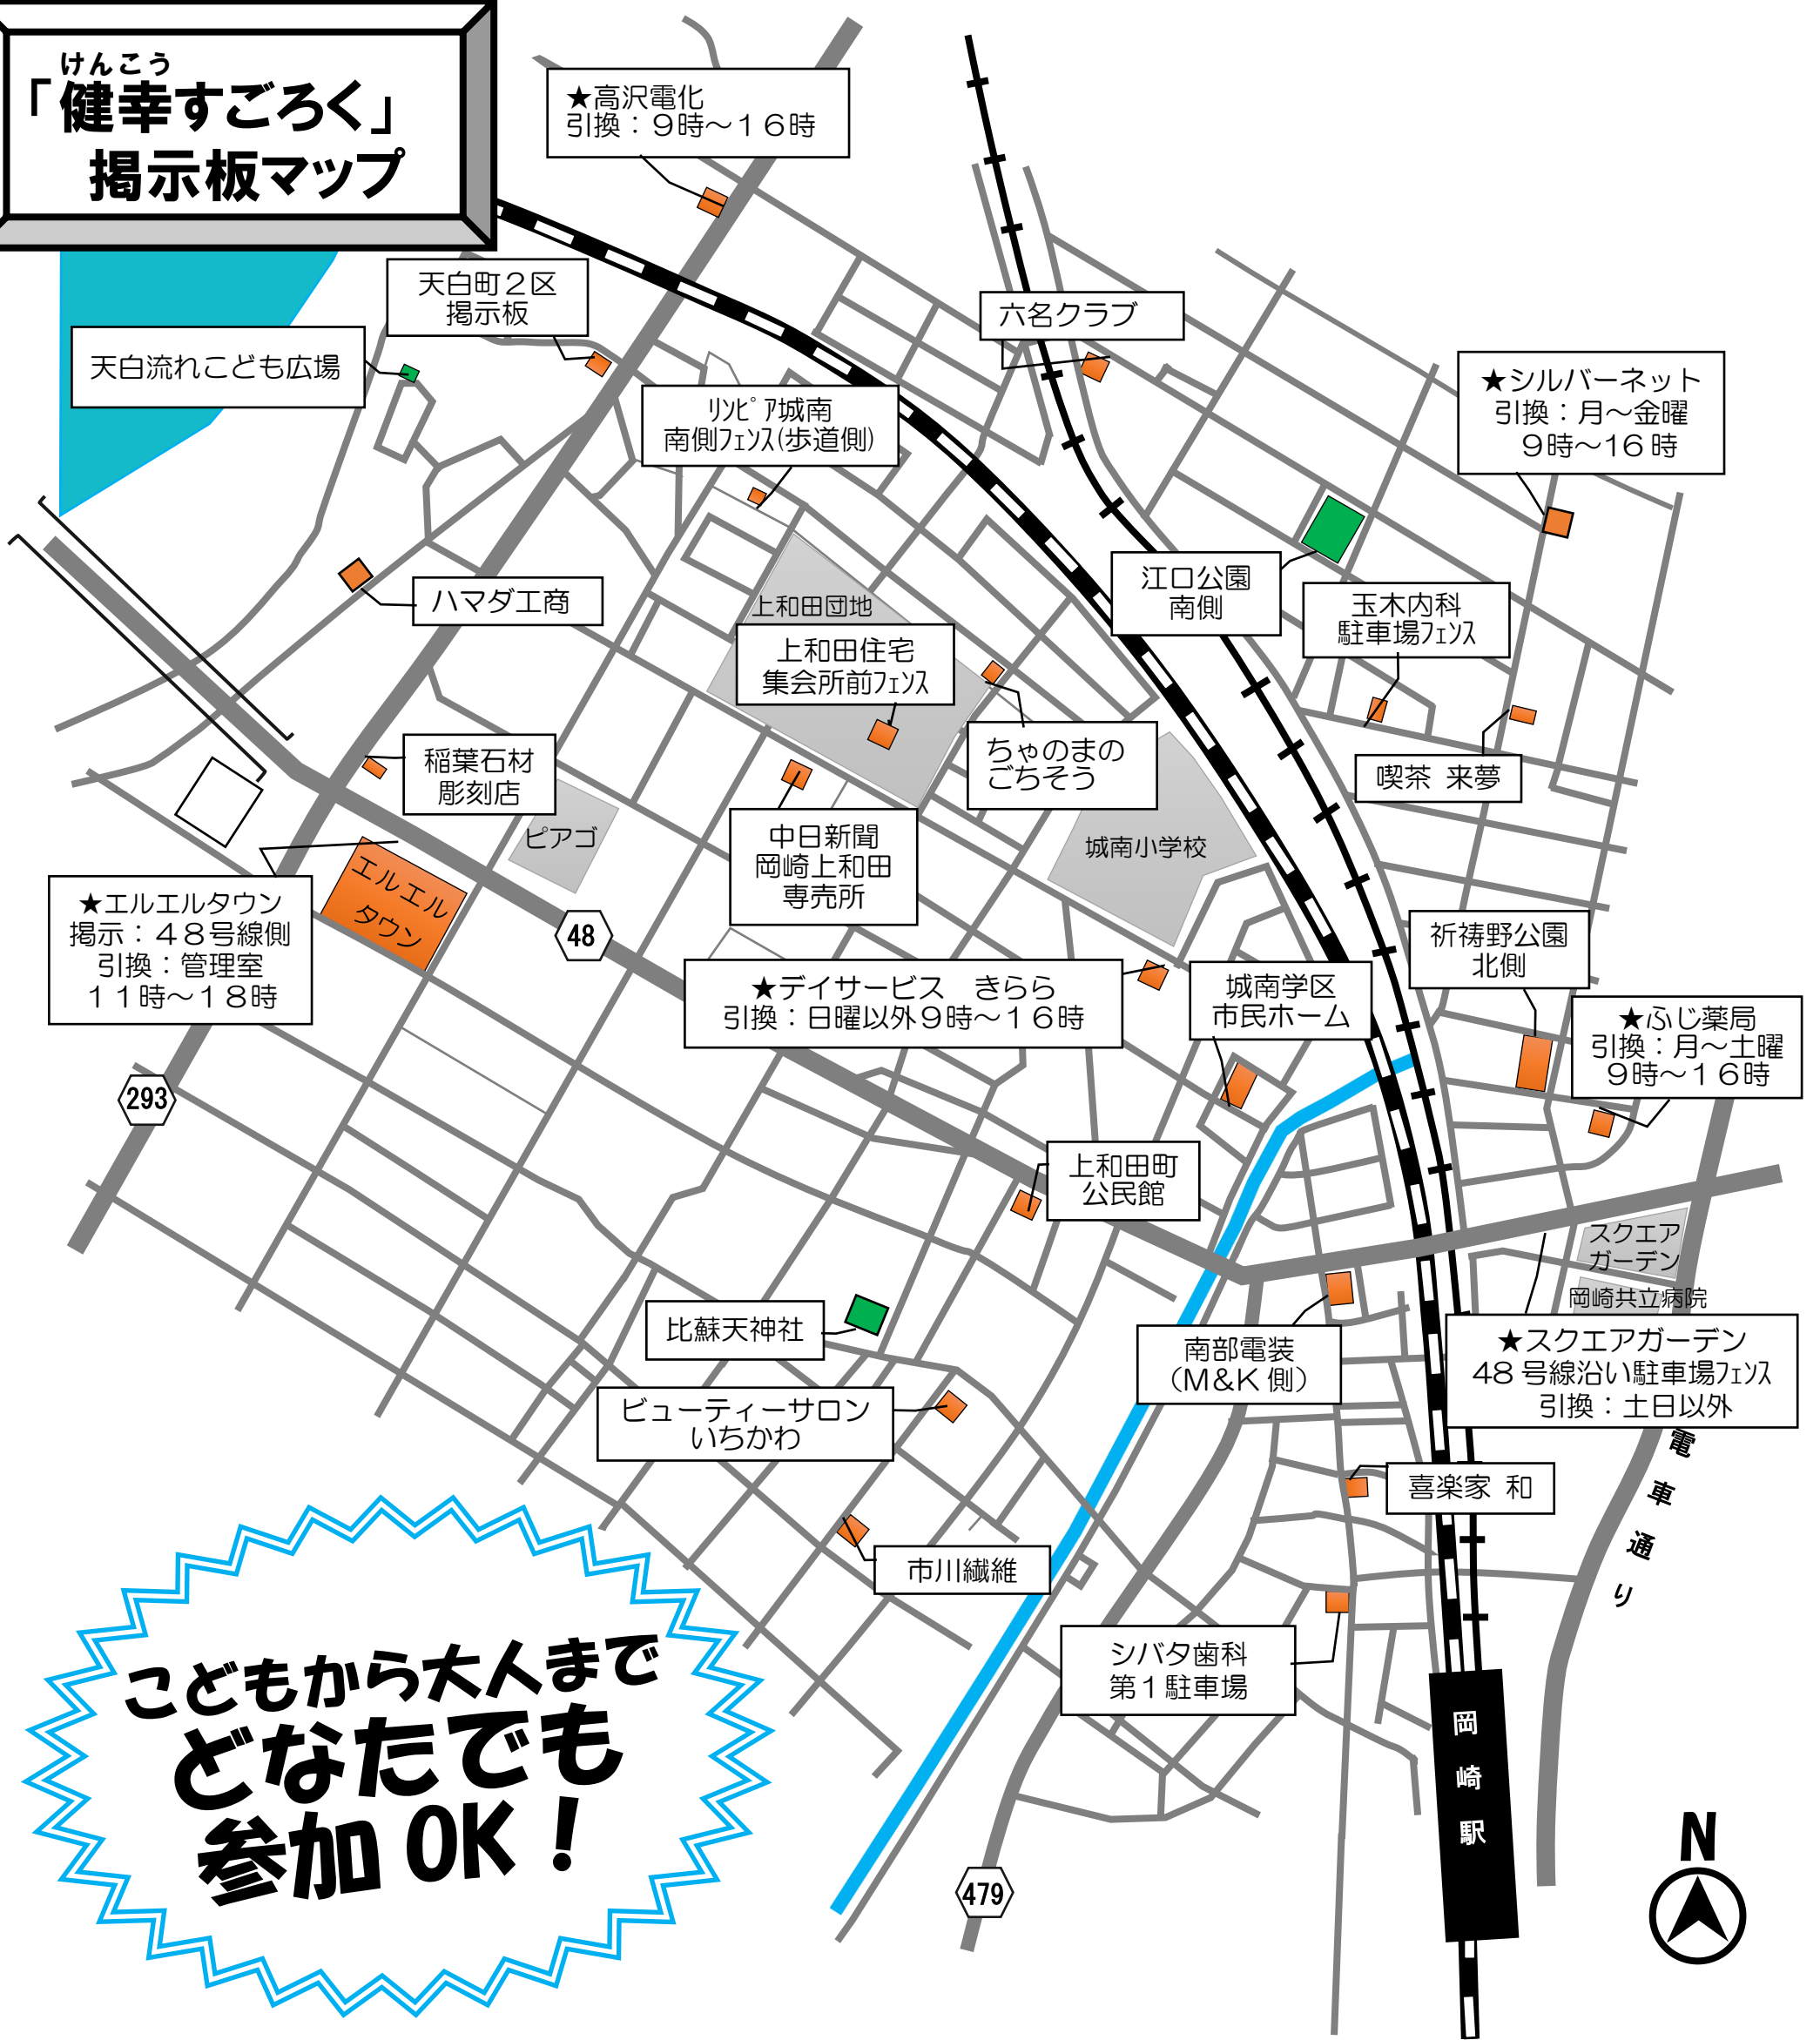 けんこう
「健幸すごろく」
掲示板マップ
★高沢電化
引換：９時～１６時
天白町２区
掲示板
天白流れこども広場
六名クラブ
★シルバーネット
引換：月～金曜
９時～16時
ﾘﾝﾋﾟｱ城南
南側ﾌｪﾝｽ(歩道側)
江口公園
南側
玉木内科
駐車場ﾌｪﾝｽ
ハマダ工商
上和田団地
上和田住宅
集会所前ﾌｪﾝｽ
ちゃのまの
ごちそう
喫茶 来夢
稲葉石材
彫刻店
ピアゴ
中日新聞
岡崎上和田
専売所
城南小学校
エルエル
タウン
★エルエルタウン
掲示：４８号線側
引換：管理室
１１時～１８時
48
★デイサービス　きらら
引換：日曜以外９時～１６時
城南学区
市民ホーム
祈祷野公園
北側
★ふじ薬局
引換：月～土曜
９時～１６時
293
上和田町
公民館
スクエア
ガーデン
岡崎共立病院
比蘇天神社
南部電装
（M&K 側）
★スクエアガーデン
48 号線沿い駐車場ﾌｪﾝｽ
引換：土日以外
ビューティーサロン
いちかわ
電車通り
喜楽家 和
市川繊維
シバタ歯科
第１駐車場
岡崎駅
479
N
こどもから大人まで
どなたでも
参加 OK！